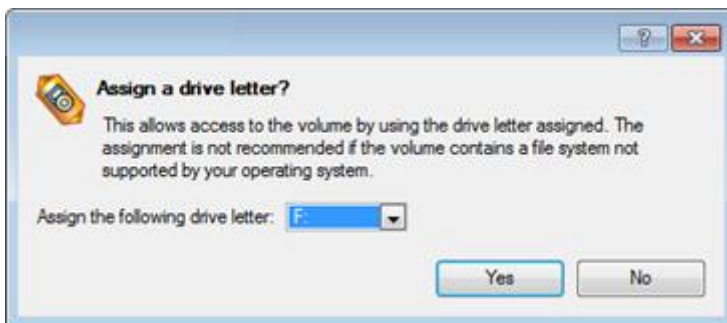 Assign a drive letter?
This allows access to the volume by using the drive letter assigned. The
assignment is not recommended if the volume contains a file system not
supported by your operating system.
Assign the following drive letter: F:
Yes No